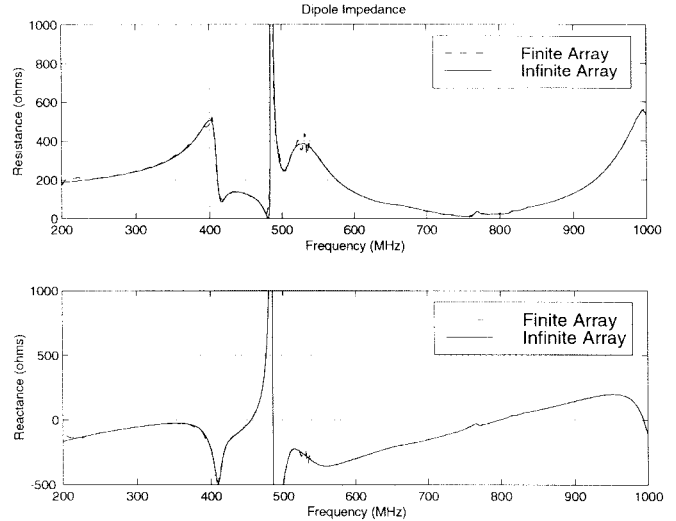 Dipole Impedance
1000
800
600
400
200
0
Resistance (ohms)
Finite Array
Infinite Array
200 300 400 500 600 700 800 900 1000
Frequency (MHz)
1000
500
0
-500
Reactance (ohms)
Finite Array
Infinite Array
200 300 400 500 600 700 800 900 1000
Frequency (MHz)